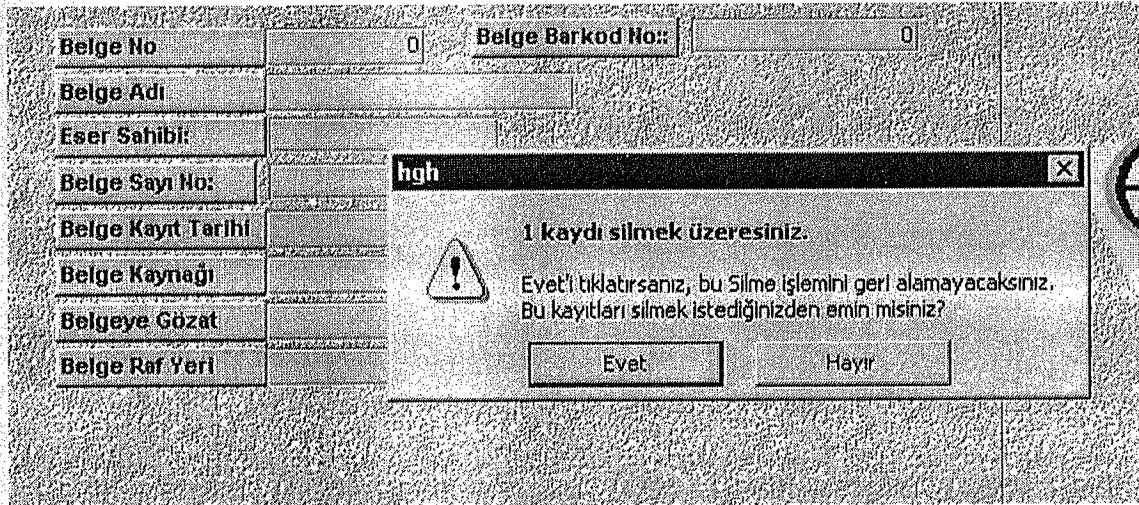 Belge No 0 Belge Barkod No:: 0
Belge Adı
Eser Sahibi:
Belge Sayı No:
Belge Kayıt Tarihi
Belge Kaynağı
Belgeye Gözat
Belge Raf Yeri
hgh
1 kaydı silmek üzeresiniz.
Evet'i tıklatırsanız, bu Silme işlemini geri alamayacaksınız.
Bu kayıtları silmek istediğinizden emin misiniz?
Evet Hayır